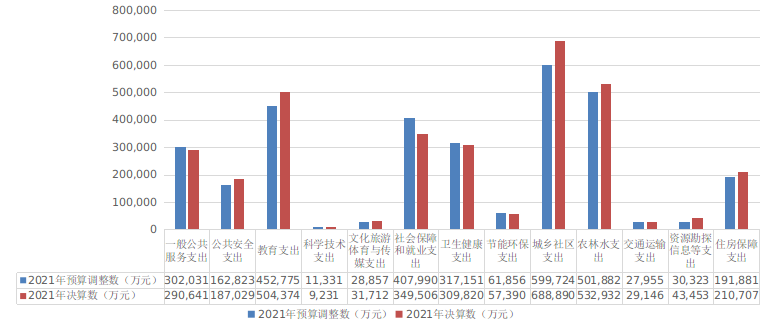 800,000
700,000
600,000
500,000
400,000
300,000
200,000
100,000
0
一般公共 公共安全 教育支出 科学技术 文化旅游 社会保障 卫生健康 节能环保 城乡社区 农林水支 交通运输 资源勘探 住房保障
服务支出 支出 支出 体育与传 和就业支 支出 支出 支出 出 支出 信息等支 支出
媒支出 出 出
2021年预算调整数（万元） 302,031 162,823 452,775 11,331 28,857 407,990 317,151 61,856 599,724 501,882 27,955 30,323 191,881
2021年决算数（万元） 290,641 187,029 504,374 9,231 31,712 349,506 309,820 57,390 688,890 532,932 29,146 43,453 210,707
2021年预算调整数（万元） 2021年决算数（万元）